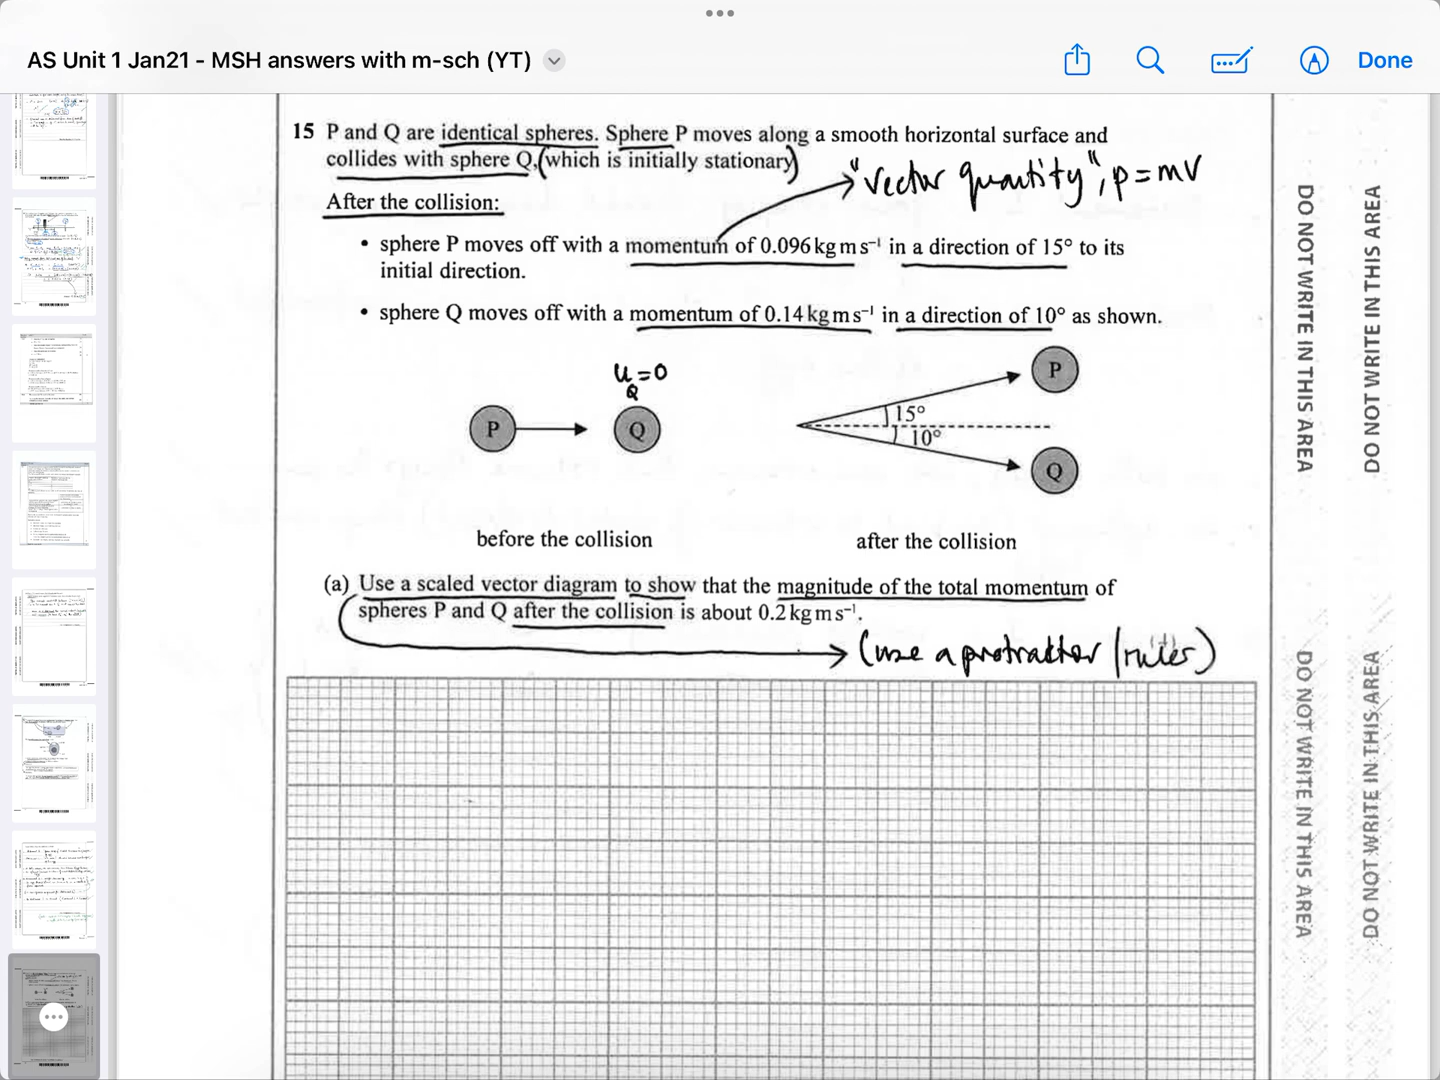 AS Unit 1 Jan21 - MSH answers with m-sch (YT)
Done
15 P and Q are identical spheres. Sphere P moves along a smooth horizontal surface and
collides with sphere Q, (which is initially stationary)
"vector quantity", p = mv
After the collision:
• sphere P moves off with a momentum of 0.096 kg m s⁻¹ in a direction of 15° to its
initial direction.
• sphere Q moves off with a momentum of 0.14 kg m s⁻¹ in a direction of 10° as shown.
u_Q = 0
P
Q
P
15°
10°
Q
before the collision
after the collision
(a) Use a scaled vector diagram to show that the magnitude of the total momentum of
spheres P and Q after the collision is about 0.2 kg m s⁻¹.
(use a protractor / ruler)
DO NOT WRITE IN THIS AREA
DO NOT WRITE IN THIS AREA
DO NOT WRITE IN THIS AREA
DO NOT WRITE IN THIS AREA